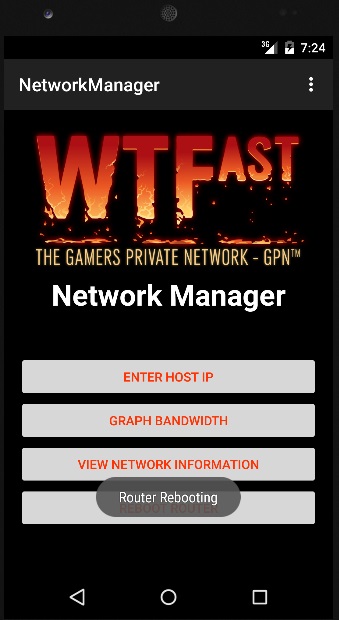 3G 7:24
NetworkManager
WTFAST
THE GAMERS PRIVATE NETWORK - GPN™
Network Manager
ENTER HOST IP
GRAPH BANDWIDTH
VIEW NETWORK INFORMATION
Router Rebooting
REBOOT ROUTER